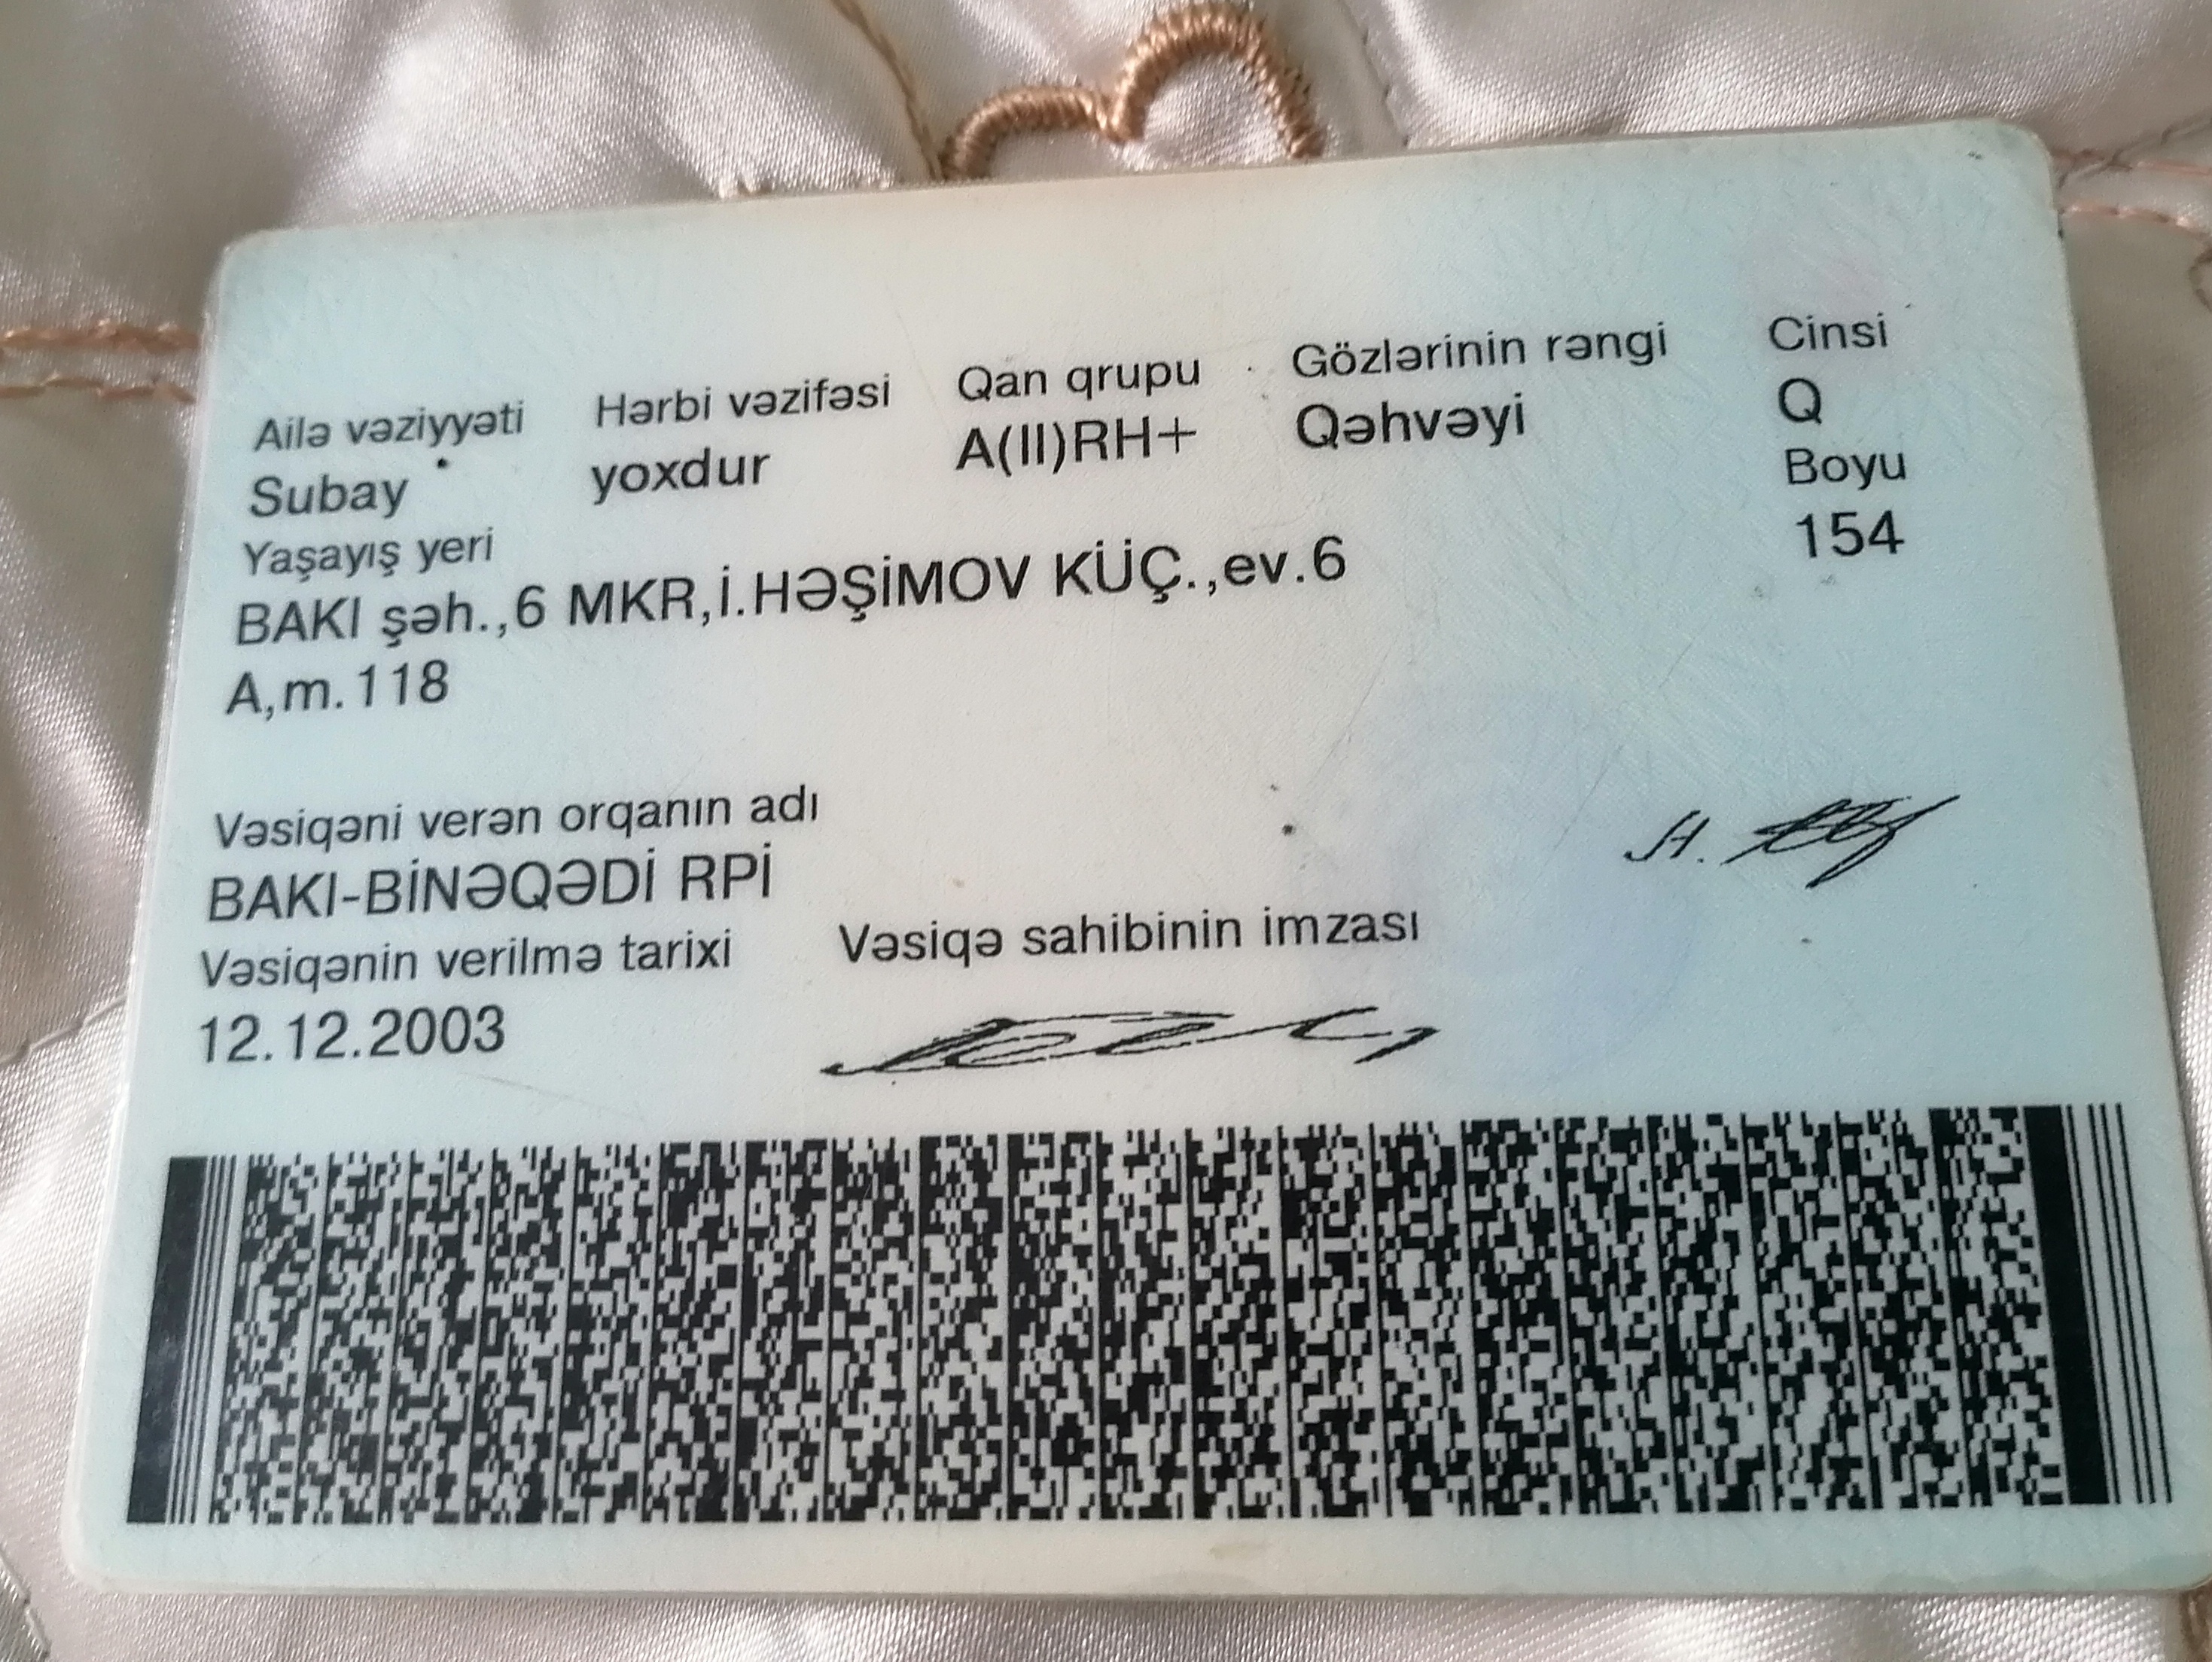 Ailə vəziyyəti Hərbi vəzifəsi Qan qrupu Gözlərinin rəngi Cinsi
Subay yoxdur A(II)RH+ Qəhvəyi Q
Yaşayış yeri Boyu
BAKI şəh.,6 MKR,İ.HƏŞİMOV KÜÇ.,ev.6 154
A,m.118
Vəsiqəni verən orqanın adı
BAKI-BİNƏQƏDİ RPİ
Vəsiqənin verilmə tarixi Vəsiqə sahibinin imzası
12.12.2003